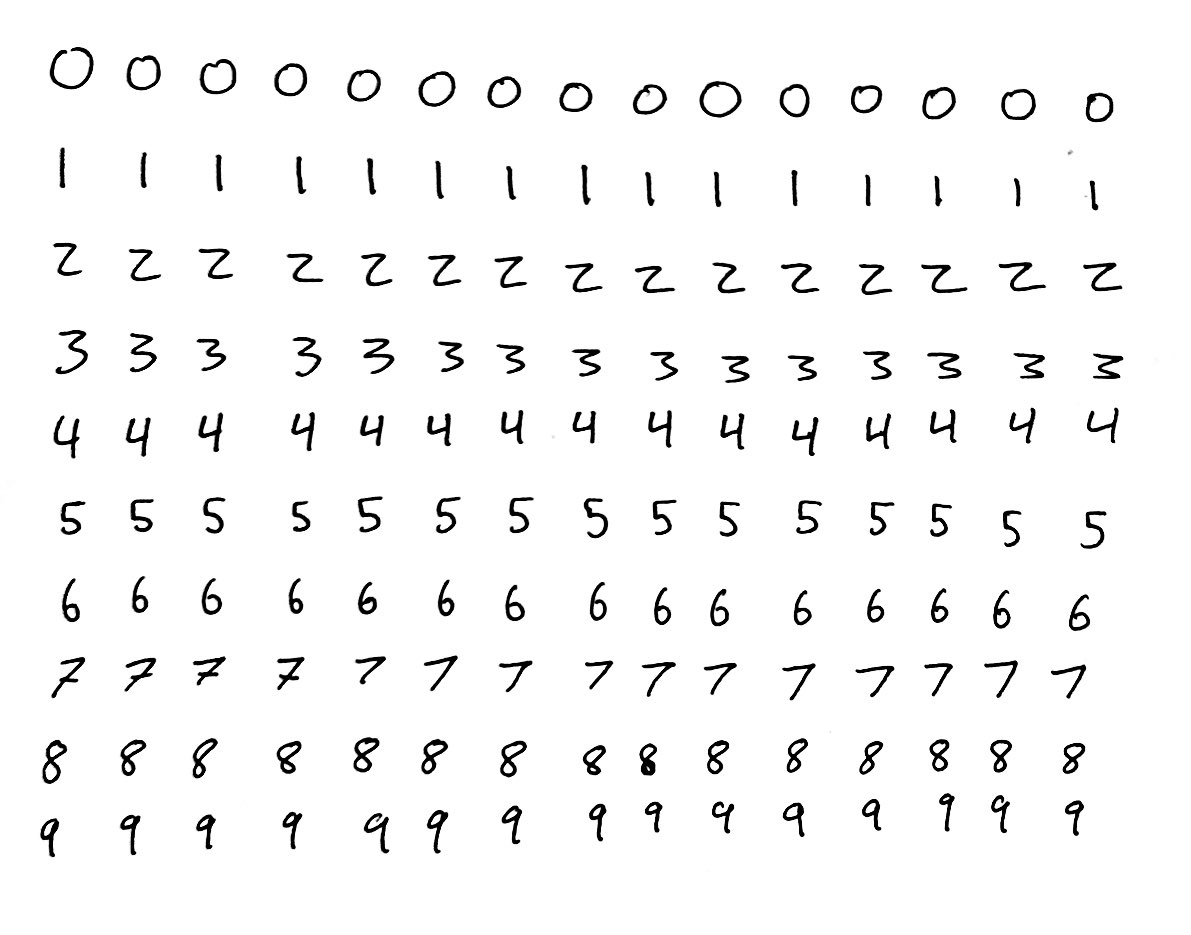 0 0 0 0 0 0 0 0 0 0 0 0 0 0 0
1 1 1 1 1 1 1 1 1 1 1 1 1 1 1
2 2 2 2 2 2 2 2 2 2 2 2 2 2 2
3 3 3 3 3 3 3 3 3 3 3 3 3 3 3
4 4 4 4 4 4 4 4 4 4 4 4 4 4 4
5 5 5 5 5 5 5 5 5 5 5 5 5 5 5
6 6 6 6 6 6 6 6 6 6 6 6 6 6 6
7 7 7 7 7 7 7 7 7 7 7 7 7 7 7
8 8 8 8 8 8 8 8 8 8 8 8 8 8 8
9 9 9 9 9 9 9 9 9 9 9 9 9 9 9